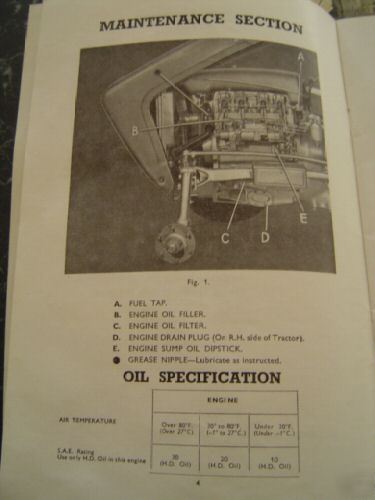 MAINTENANCE SECTION
A
B
C
D
E
Fig. 1.
A. FUEL TAP.
B. ENGINE OIL FILLER.
C. ENGINE OIL FILTER.
D. ENGINE DRAIN PLUG (On R.H. side of Tractor).
E. ENGINE SUMP OIL DIPSTICK.
● GREASE NIPPLE—Lubricate as instructed.
OIL SPECIFICATION
ENGINE
AIR TEMPERATURE
Over 80°F. 30° to 80°F. Under 30°F.
(Over 27°C.) (−1° to 27°C.) (Under −1°C.)
S.A.E. Rating
Use only H.D. Oil in this engine
30 20 10
(H.D. Oil) (H.D. Oil) (H.D. Oil)
4